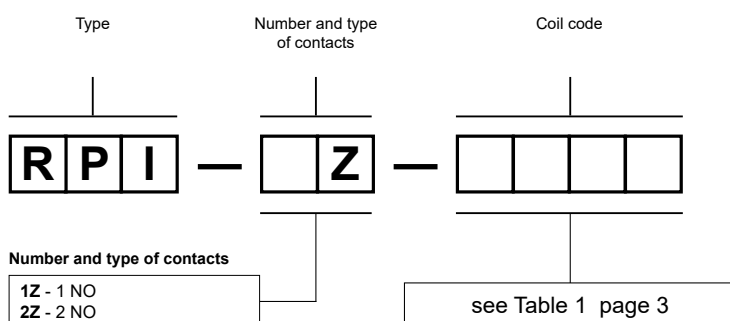 Type
Number and type
of contacts
Coil code
R P I — Z —
Number and type of contacts
1Z - 1 NO
2Z - 2 NO
see Table 1 page 3